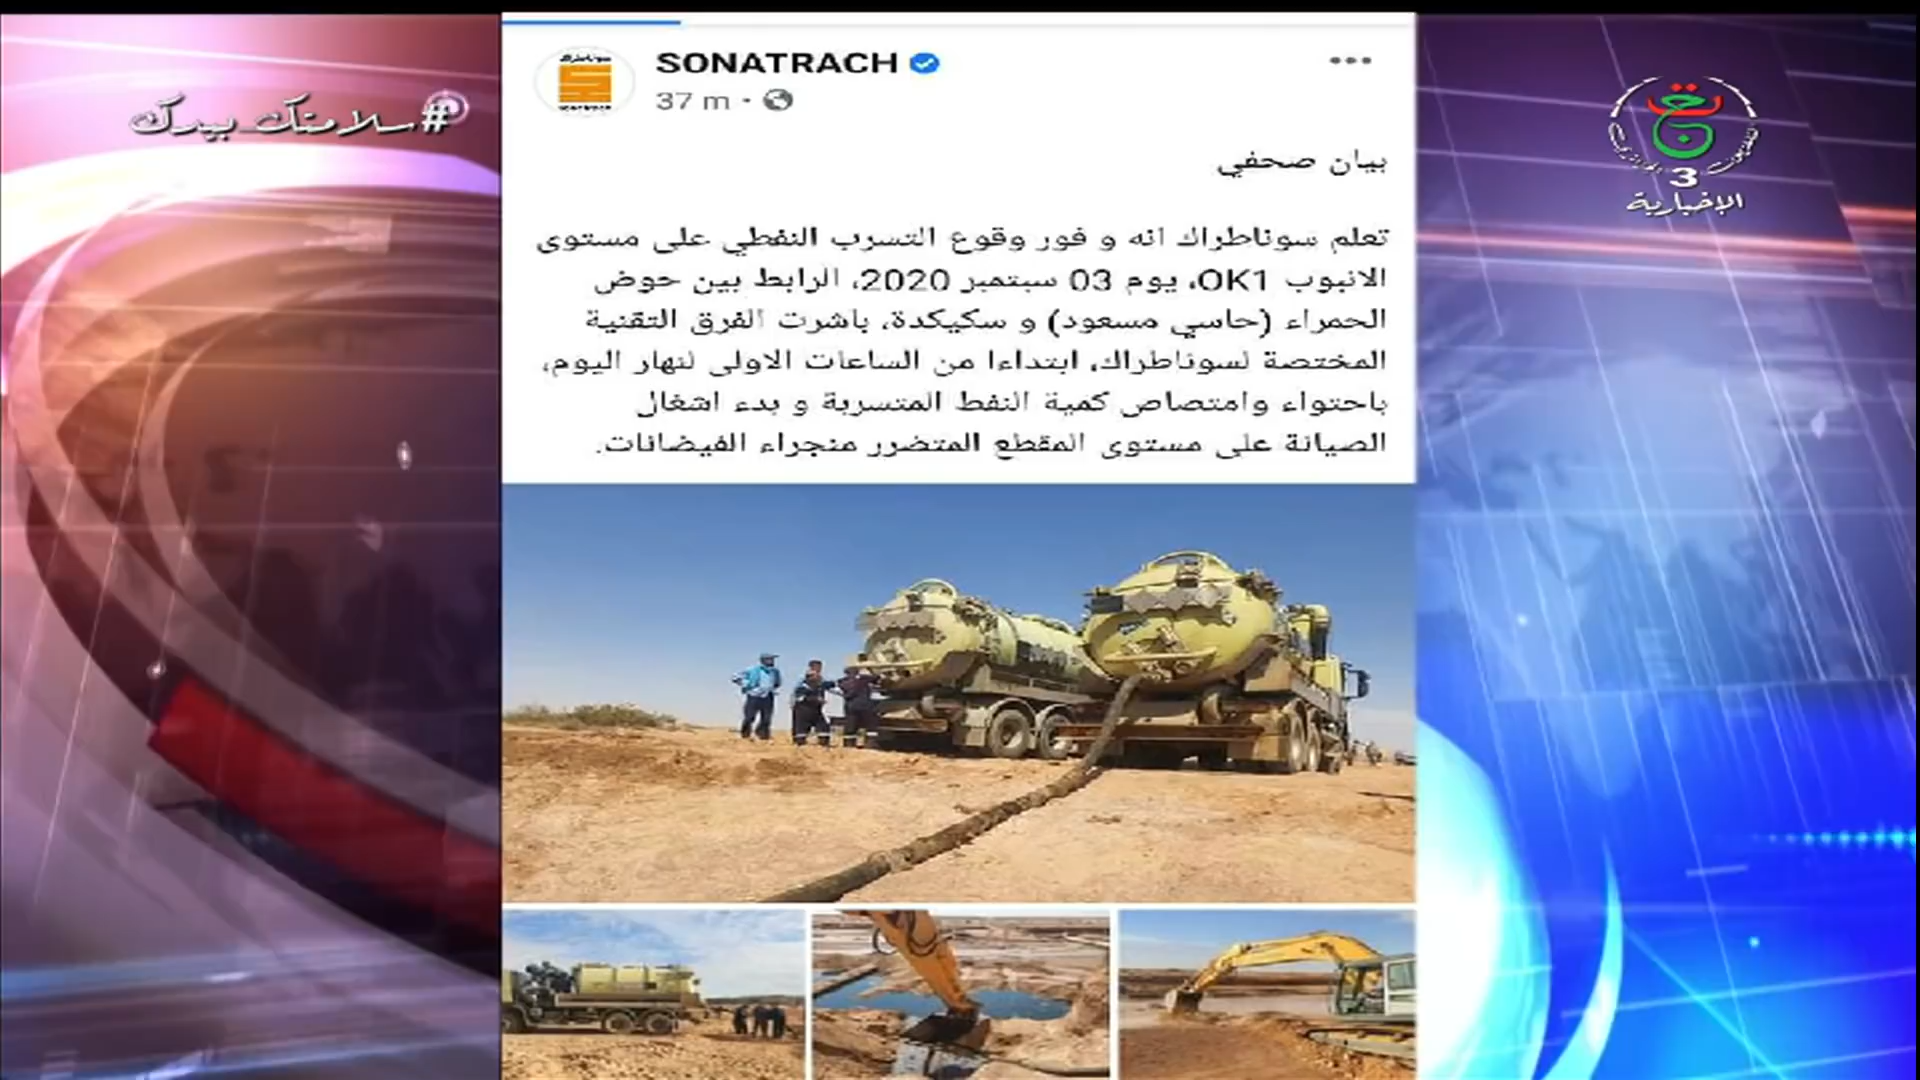 SONATRACH
37 m
#سلامتك_بيدك
3
الإخبارية
بيان صحفي
تعلم سوناطراك انه و فور وقوع التسرب النفطي على مستوى
الانبوب OK1، يوم 03 سبتمبر 2020، الرابط بين حوض
الحمراء (حاسي مسعود) و سكيكدة، باشرت الفرق التقنية
المختصة لسوناطراك، ابتداءا من الساعات الاولى لنهار اليوم،
باحتواء وامتصاص كمية النفط المتسربة و بدء اشغال
الصيانة على مستوى المقطع المتضرر منجراء الفيضانات.